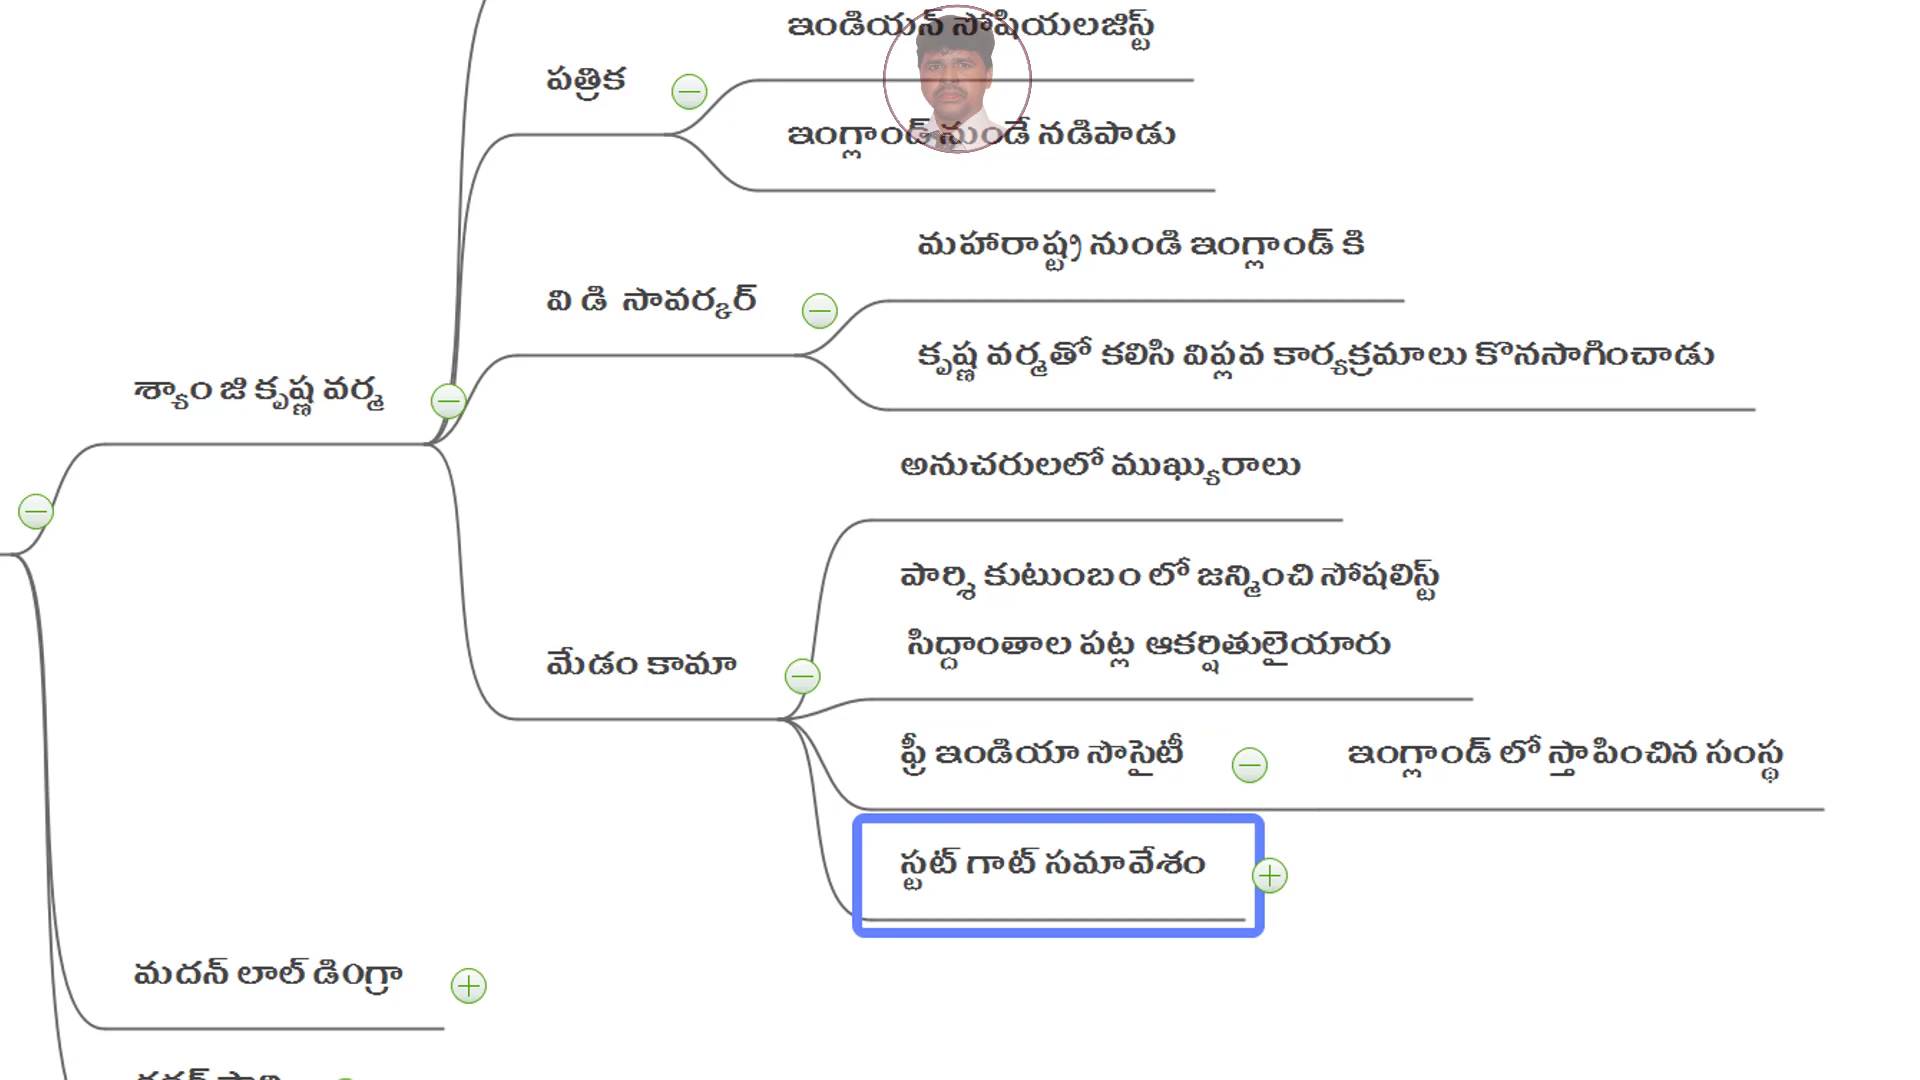 ఇండియన్ సోషియలజిస్ట్
పత్రిక
ఇంగ్లాండ్ నుండే నడిపాడు
మహారాష్ట్ర నుండి ఇంగ్లాండ్ కి
వి డి సావర్కర్
కృష్ణ వర్మతో కలిసి విప్లవ కార్యక్రమాలు కొనసాగించాడు
శ్యాం జి కృష్ణ వర్మ
అనుచరులలో ముఖ్యురాలు
పార్శి కుటుంబం లో జన్మించి సోషలిస్ట్
సిద్దాంతాల పట్ల ఆకర్షితులైయారు
మేడం కామా
ఫ్రీ ఇండియా సొసైటీ
ఇంగ్లాండ్ లో స్తాపించిన సంస్థ
స్టట్ గాట్ సమావేశం
మదన్ లాల్ డింగ్రా